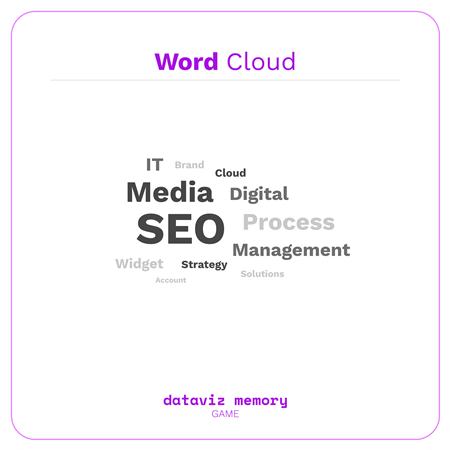 Word Cloud
IT Brand
Cloud
Media Digital
SEO Process
Management
Widget Strategy
Solutions
Account
dataviz memory
GAME